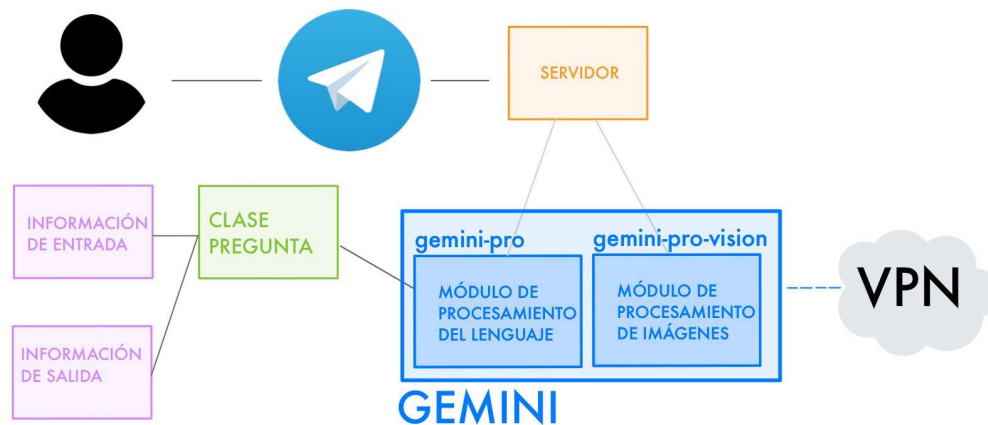 SERVIDOR
INFORMACIÓN
DE ENTRADA
CLASE
PREGUNTA
INFORMACIÓN
DE SALIDA
gemini-pro
MÓDULO DE
PROCESAMIENTO
DEL LENGUAJE
gemini-pro-vision
MÓDULO DE
PROCESAMIENTO
DE IMÁGENES
GEMINI
VPN